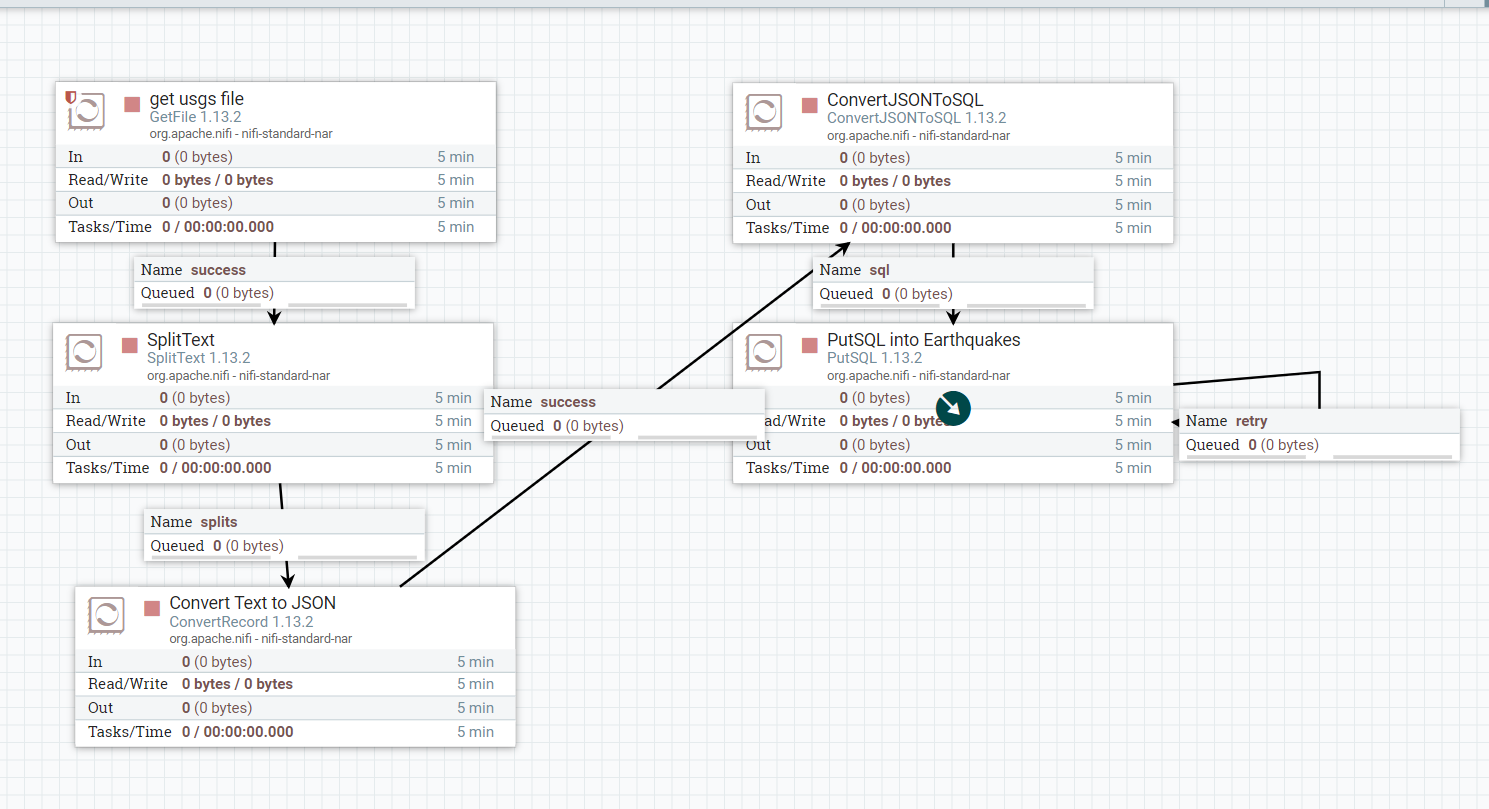 get usgs file
GetFile 1.13.2
org.apache.nifi - nifi-standard-nar
In 0 (0 bytes) 5 min
Read/Write 0 bytes / 0 bytes 5 min
Out 0 (0 bytes) 5 min
Tasks/Time 0 / 00:00:00.000 5 min
Name success
Queued 0 (0 bytes)
SplitText
SplitText 1.13.2
org.apache.nifi - nifi-standard-nar
In 0 (0 bytes) 5 min
Read/Write 0 bytes / 0 bytes 5 min
Out 0 (0 bytes) 5 min
Tasks/Time 0 / 00:00:00.000 5 min
Name splits
Queued 0 (0 bytes)
Convert Text to JSON
ConvertRecord 1.13.2
org.apache.nifi - nifi-standard-nar
In 0 (0 bytes) 5 min
Read/Write 0 bytes / 0 bytes 5 min
Out 0 (0 bytes) 5 min
Tasks/Time 0 / 00:00:00.000 5 min
Name success
Queued 0 (0 bytes)
ConvertJSONToSQL
ConvertJSONToSQL 1.13.2
org.apache.nifi - nifi-standard-nar
In 0 (0 bytes) 5 min
Read/Write 0 bytes / 0 bytes 5 min
Out 0 (0 bytes) 5 min
Tasks/Time 0 / 00:00:00.000 5 min
Name sql
Queued 0 (0 bytes)
PutSQL into Earthquakes
PutSQL 1.13.2
org.apache.nifi - nifi-standard-nar
0 (0 bytes) 5 min
ad/Write 0 bytes / 0 byte 5 min
Out 0 (0 bytes) 5 min
Tasks/Time 0 / 00:00:00.000 5 min
Name retry
Queued 0 (0 bytes)